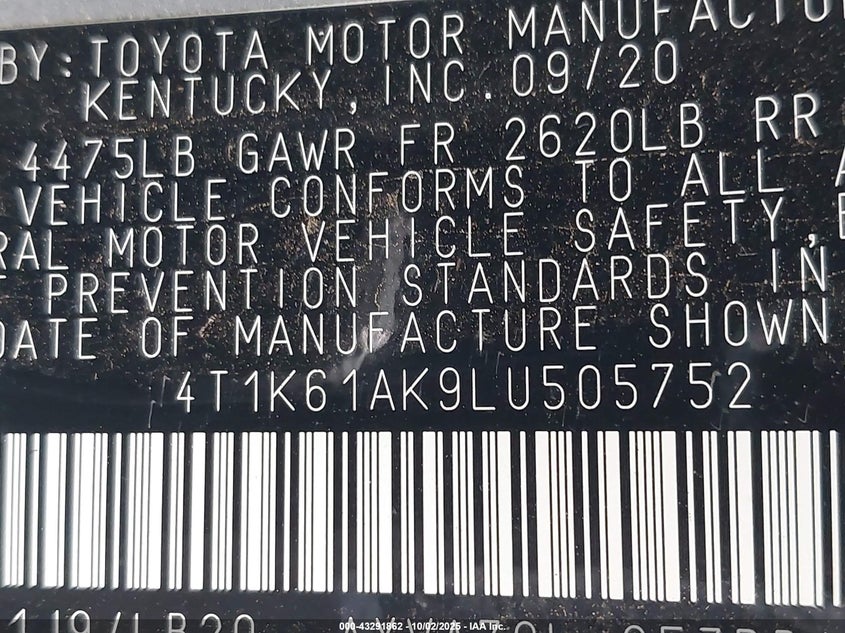 BY: TOYOTA MOTOR MANUFACTU
KENTUCKY, INC. 09/20
4475LB GAWR FR 2620LB RR
VEHICLE CONFORMS TO ALL A
RAL MOTOR VEHICLE SAFETY,
PREVENTION STANDARDS IN
DATE OF MANUFACTURE SHOWN
4T1K61AK9LU505752
000-43291862 - 10/02/2025 - IAA Inc.